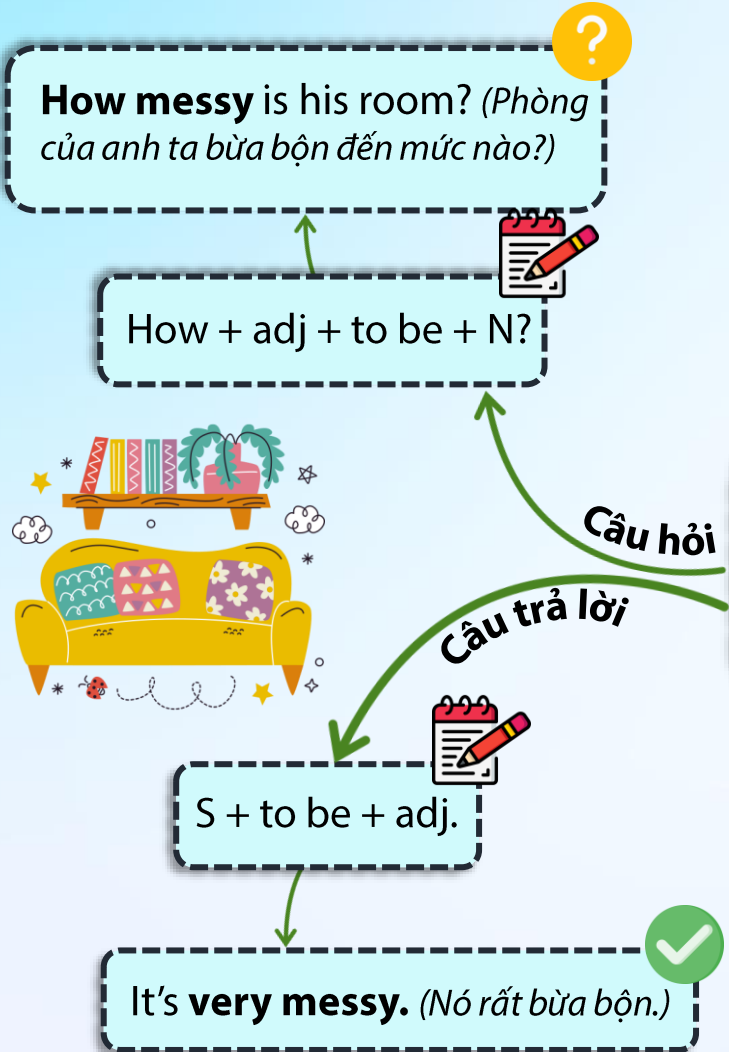 How messy is his room? (Phòng
của anh ta bừa bộn đến mức nào?)
How + adj + to be + N?
Câu hỏi
Câu trả lời
S + to be + adj.
It's very messy. (Nó rất bừa bộn.)